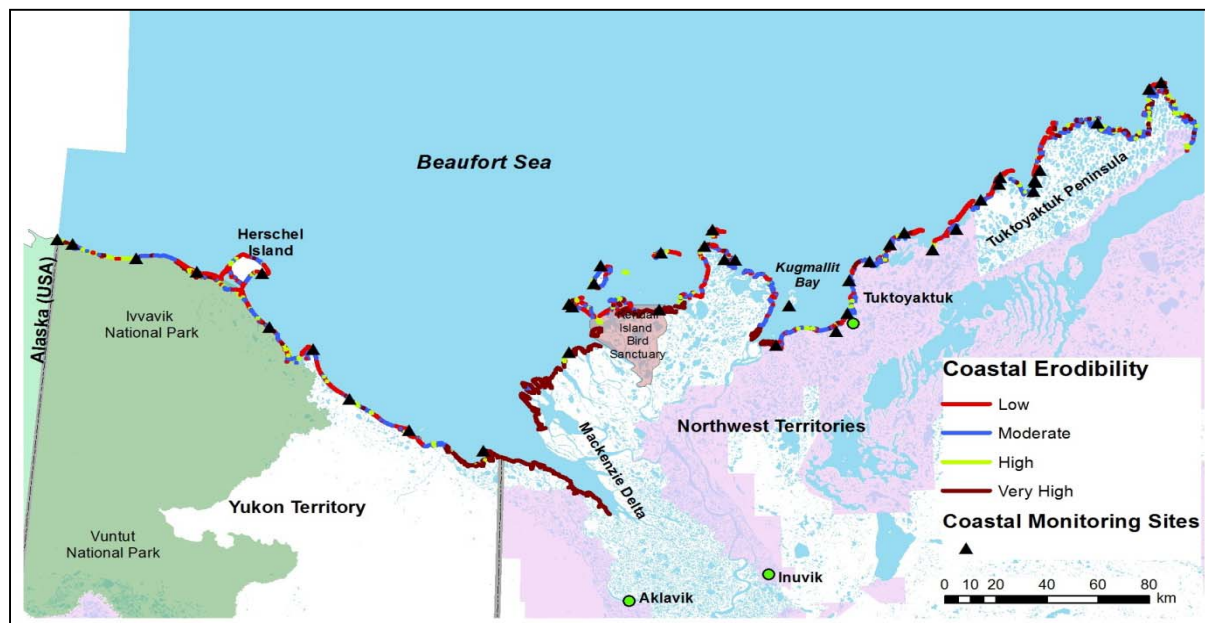 Beaufort Sea
Herschel
Island
Alaska (USA)
Ivvavik
National Park
Vuntut
National Park
Yukon Territory
Kendall
Island
Bird
Sanctuary
Kugmallit
Bay
Tuktoyaktuk
Tuktoyaktuk Peninsula
Mackenzie Delta
Northwest Territories
Inuvik
Aklavik
Coastal Erodibility
Low
Moderate
High
Very High
Coastal Monitoring Sites
0 10 20 40 60 80
km